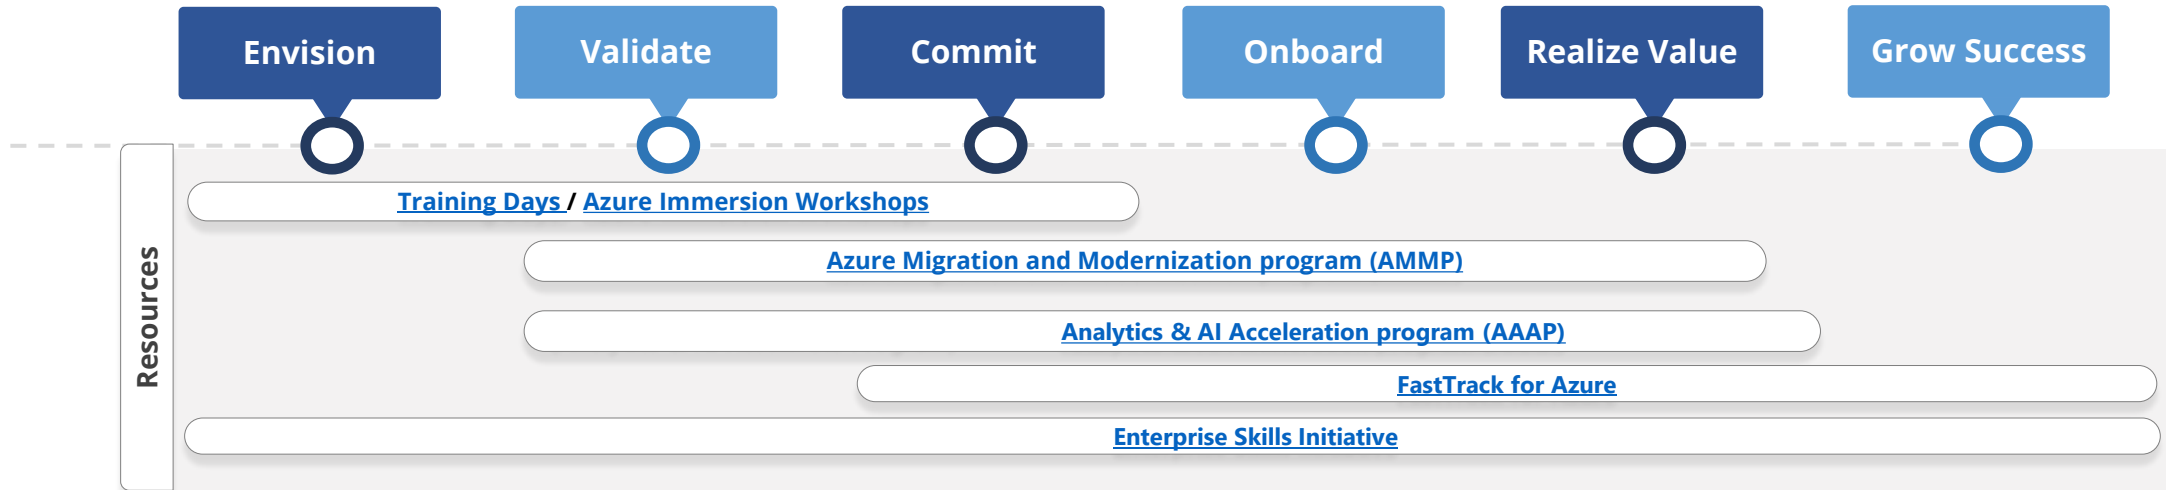 Envision
Validate
Commit
Onboard
Realize Value
Grow Success
Resources
Training Days / Azure Immersion Workshops
Azure Migration and Modernization program (AMMP)
Analytics & AI Acceleration program (AAAP)
FastTrack for Azure
Enterprise Skills Initiative